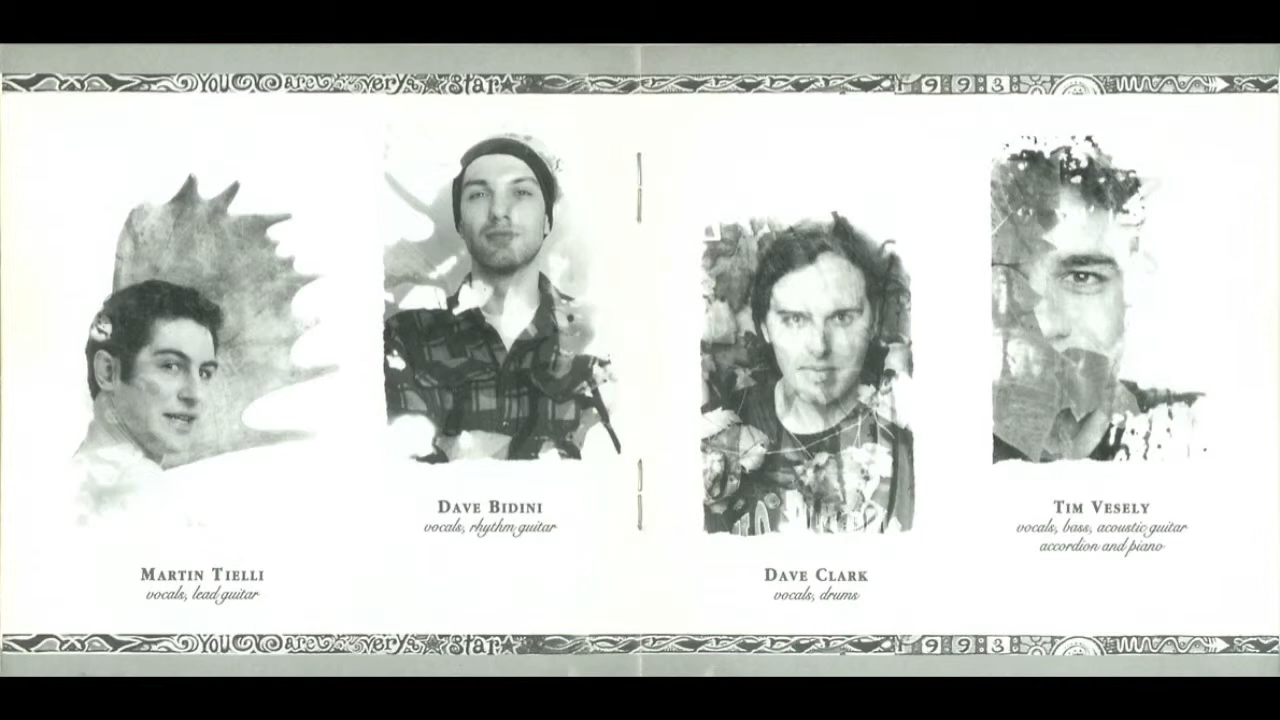 YOU are very a Star
1993
MARTIN TIELLI
vocals, lead guitar
DAVE BIDINI
vocals, rhythm guitar
DAVE CLARK
vocals, drums
TIM VESELY
vocals, bass, acoustic guitar
accordion and piano
YOU are very a Star
1993